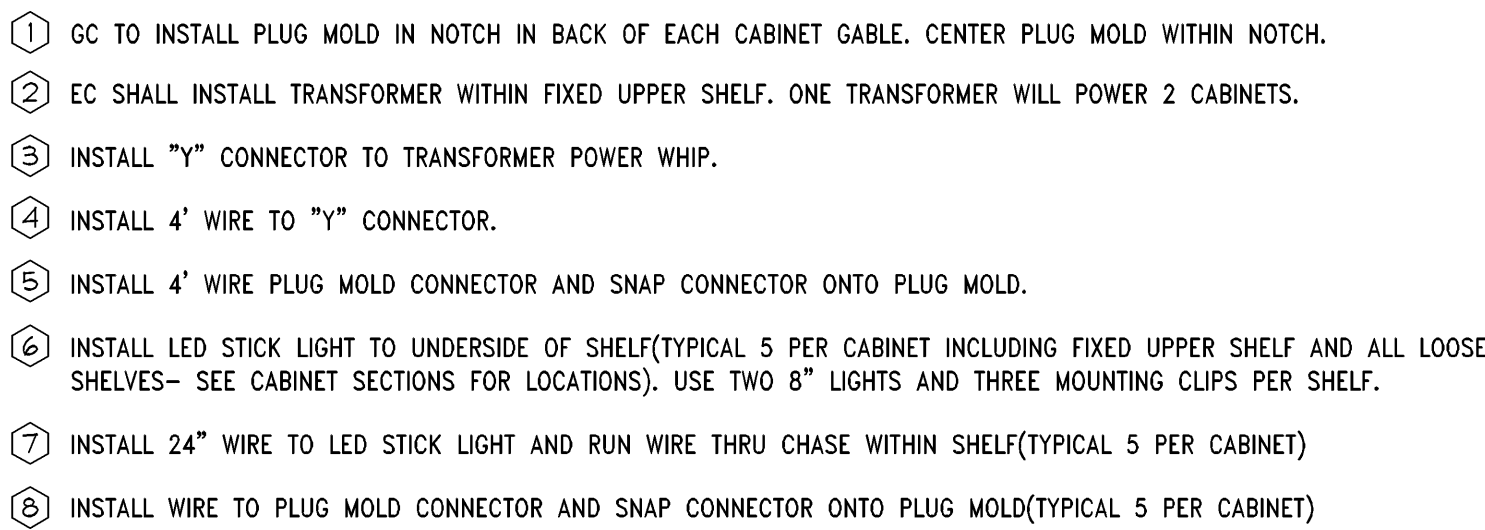 1 GC TO INSTALL PLUG MOLD IN NOTCH IN BACK OF EACH CABINET GABLE. CENTER PLUG MOLD WITHIN NOTCH.
2 EC SHALL INSTALL TRANSFORMER WITHIN FIXED UPPER SHELF. ONE TRANSFORMER WILL POWER 2 CABINETS.
3 INSTALL "Y" CONNECTOR TO TRANSFORMER POWER WHIP.
4 INSTALL 4' WIRE TO "Y" CONNECTOR.
5 INSTALL 4' WIRE PLUG MOLD CONNECTOR AND SNAP CONNECTOR ONTO PLUG MOLD.
6 INSTALL LED STICK LIGHT TO UNDERSIDE OF SHELF(TYPICAL 5 PER CABINET INCLUDING FIXED UPPER SHELF AND ALL LOOSE
SHELVES- SEE CABINET SECTIONS FOR LOCATIONS). USE TWO 8" LIGHTS AND THREE MOUNTING CLIPS PER SHELF.
7 INSTALL 24" WIRE TO LED STICK LIGHT AND RUN WIRE THRU CHASE WITHIN SHELF(TYPICAL 5 PER CABINET)
8 INSTALL WIRE TO PLUG MOLD CONNECTOR AND SNAP CONNECTOR ONTO PLUG MOLD(TYPICAL 5 PER CABINET)